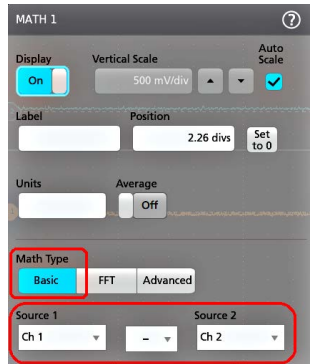 MATH 1 ?
Display Vertical Scale Auto Scale
On 500 mV/div
Label Position
2.26 divs Set to 0
Units Average
Off
Math Type
Basic FFT Advanced
Source 1 Source 2
Ch 1 - Ch 2